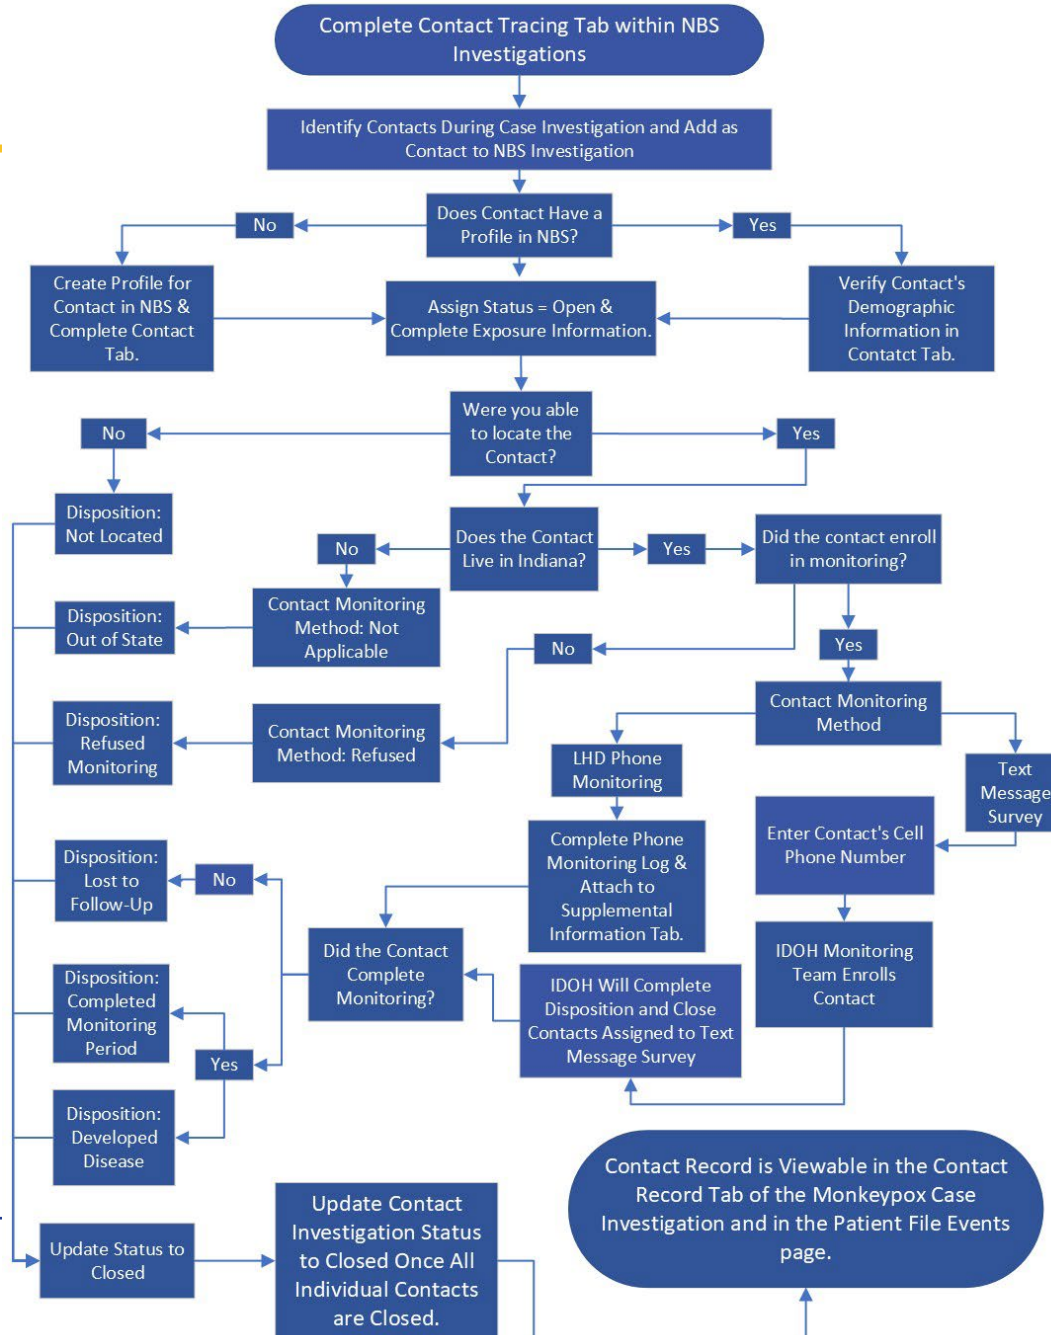 Complete Contact Tracing Tab within NBS
Investigations
Identify Contacts During Case Investigation and Add as
Contact to NBS Investigation
Does Contact Have a
Profile in NBS?
No
Yes
Create Profile for
Contact in NBS &
Complete Contact
Tab.
Assign Status = Open &
Complete Exposure Information.
Verify Contact's
Demographic
Information in
Contatct Tab.
Were you able
to locate the
Contact?
No
Yes
Disposition:
Not Located
Does the Contact
Live in Indiana?
No
Yes
Did the contact enroll
in monitoring?
Disposition:
Out of State
Contact Monitoring
Method: Not
Applicable
No
Yes
Disposition:
Refused
Monitoring
Contact Monitoring
Method: Refused
Contact Monitoring
Method
LHD Phone
Monitoring
Text
Message
Survey
Enter Contact's Cell
Phone Number
Complete Phone
Monitoring Log &
Attach to
Supplemental
Information Tab.
Disposition:
Lost to
Follow-Up
No
Did the Contact
Complete
Monitoring?
IDOH Monitoring
Team Enrolls
Contact
IDOH Will Complete
Disposition and Close
Contacts Assigned to Text
Message Survey
Disposition:
Completed
Monitoring
Period
Yes
Disposition:
Developed
Disease
Contact Record is Viewable in the Contact
Record Tab of the Monkeypox Case
Investigation and in the Patient File Events
page.
Update Status to
Closed
Update Contact
Investigation Status
to Closed Once All
Individual Contacts
are Closed.